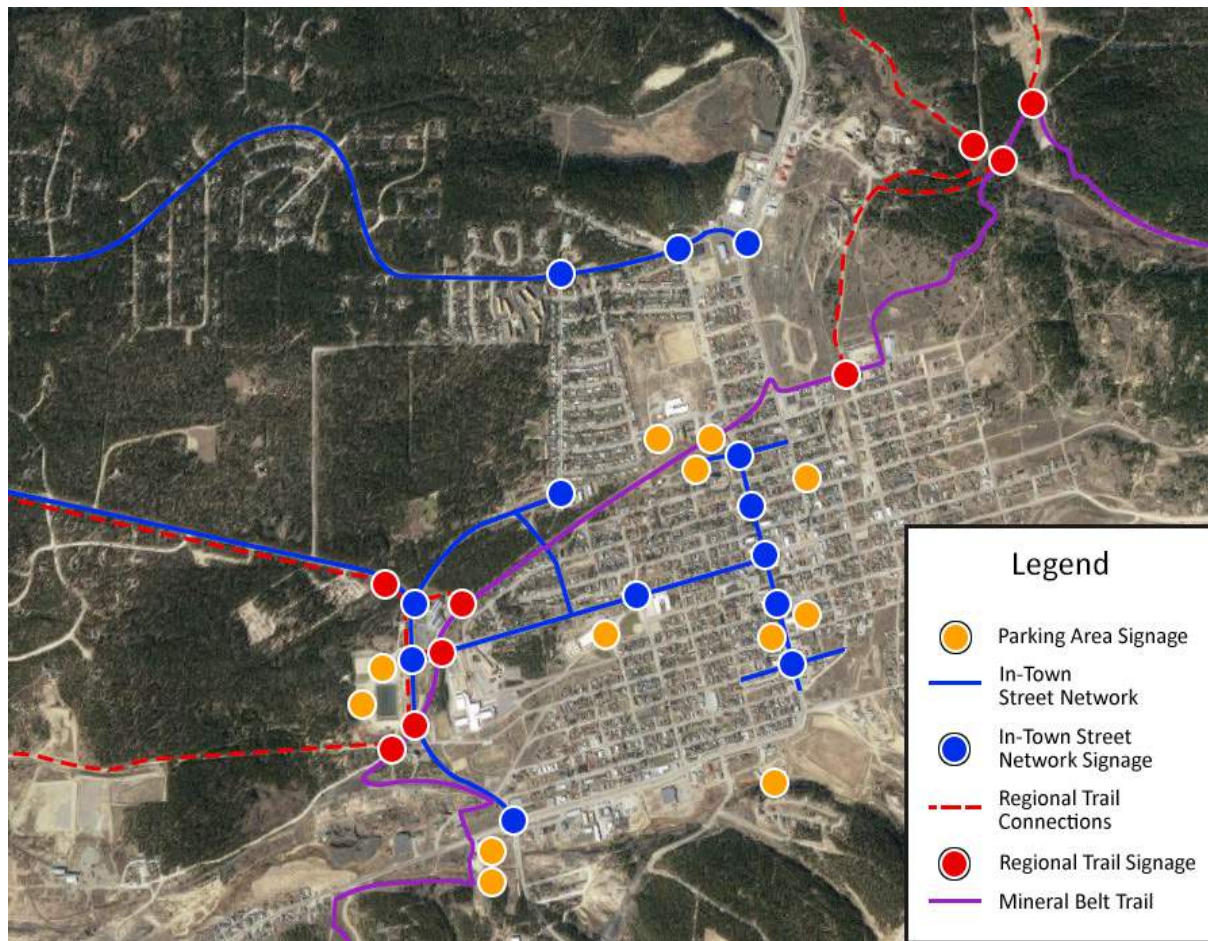 Legend
Parking Area Signage
In-Town
Street Network
In-Town Street
Network Signage
Regional Trail
Connections
Regional Trail Signage
Mineral Belt Trail